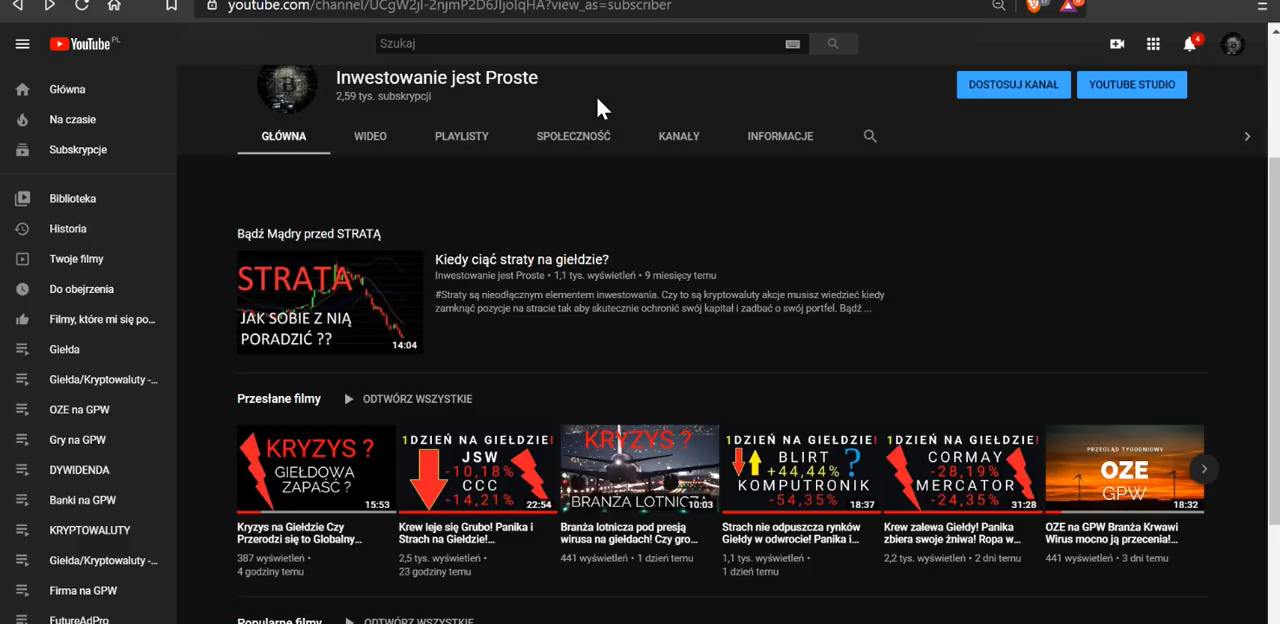 youtube.com/channel/UCgW2jI-2njmP2D6JIjoIqHA?view_as=subscriber
YouTube PL
Szukaj
4
Inwestowanie jest Proste
2,59 tys. subskrypcji
DOSTOSUJ KANAŁ
YOUTUBE STUDIO
GŁÓWNA
WIDEO
PLAYLISTY
SPOŁECZNOŚĆ
KANAŁY
INFORMACJE
Główna
Na czasie
Subskrypcje
Biblioteka
Historia
Twoje filmy
Do obejrzenia
Filmy, które mi się po...
Giełda
Giełda/Kryptowaluty -...
OZE na GPW
Gry na GPW
DYWIDENDA
Banki na GPW
KRYPTOWALUTY
Giełda/Kryptowaluty -...
Firma na GPW
FutureAdPro
Bądź Mądry przed STRATĄ
STRATA
JAK SOBIE Z NIĄ
PORADZIĆ ??
14:04
Kiedy ciąć straty na giełdzie?
Inwestowanie jest Proste • 1,1 tys. wyświetleń • 9 miesięcy temu
#Straty są nieodłącznym elementem inwestowania. Czy to są kryptowaluty akcje musisz wiedzieć kiedy
zamknąć pozycje na stracie tak aby skutecznie ochronić swój kapitał i zadbać o swój portfel. Bądź ...
Przesłane filmy
ODTWÓRZ WSZYSTKIE
KRYZYS ?
GIEŁDOWA
ZAPAŚĆ ?
15:53
Kryzys na Giełdzie Czy
Przerodzi się to Globalny...
387 wyświetleń •
4 godziny temu
1DZIEŃ NA GIEŁDZIE!
JSW
-10,18%
CCC
-14,21%
22:54
Krew leje się Grubo! Panika i
Strach na Giełdzie!...
2,5 tys. wyświetleń •
23 godziny temu
KRYZYS ?
BRANŻA LOTNICZA
10:03
Branża lotnicza pod presją
wirusa na giełdach! Czy gro...
441 wyświetleń • 1 dzień temu
1DZIEŃ NA GIEŁDZIE!
BLIRT
+44,44%
?
KOMPUTRONIK
-54,35%
18:37
Strach nie odpuszcza rynków
Giełdy w odwrocie! Panika i...
1,1 tys. wyświetleń •
1 dzień temu
1DZIEŃ NA GIEŁDZIE!
CORMAY
-28,19%
MERCATOR
-24,35%
31:28
Krew zalewa Giełdy! Panika
zbiera swoje żniwa! Ropa w...
2,2 tys. wyświetleń • 2 dni temu
PRZEGLĄD TYGODNIOWY
OZE
GPW
18:32
OZE na GPW Branża Krwawi
Wirus mocno ją przecenia!...
441 wyświetleń • 3 dni temu
Popularne filmy
ODTWÓRZ WSZYSTKIE